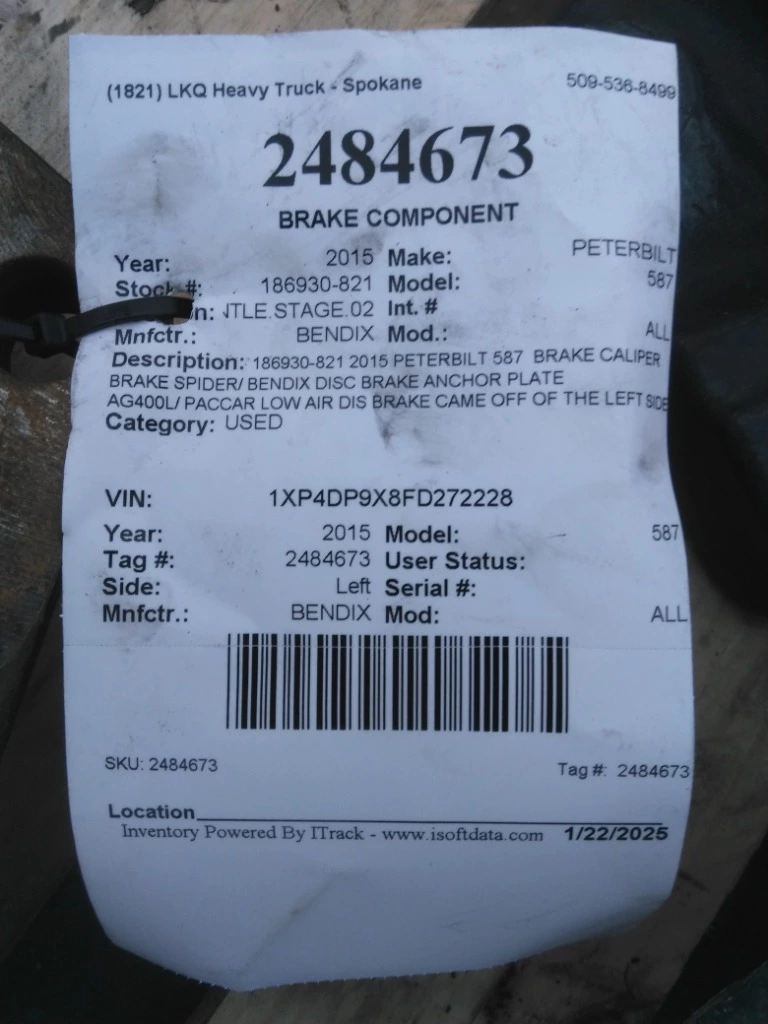 (1821) LKQ Heavy Truck - Spokane 509-536-8499
2484673
BRAKE COMPONENT
Year: 2015 Make: PETERBILT
Stock #: 186930-821 Model: 587
n: NTLE.STAGE.02 Int. #
Mnfctr.: BENDIX Mod.: ALL
Description: 186930-821 2015 PETERBILT 587 BRAKE CALIPER
BRAKE SPIDER/ BENDIX DISC BRAKE ANCHOR PLATE
AG400L/ PACCAR LOW AIR DIS BRAKE CAME OFF OF THE LEFT SIDE
Category: USED
VIN: 1XP4DP9X8FD272228
Year: 2015 Model: 587
Tag #: 2484673 User Status:
Side: Left Serial #:
Mnfctr.: BENDIX Mod: ALL
SKU: 2484673 Tag #: 2484673
Location
Inventory Powered By ITrack - www.isoftdata.com 1/22/2025